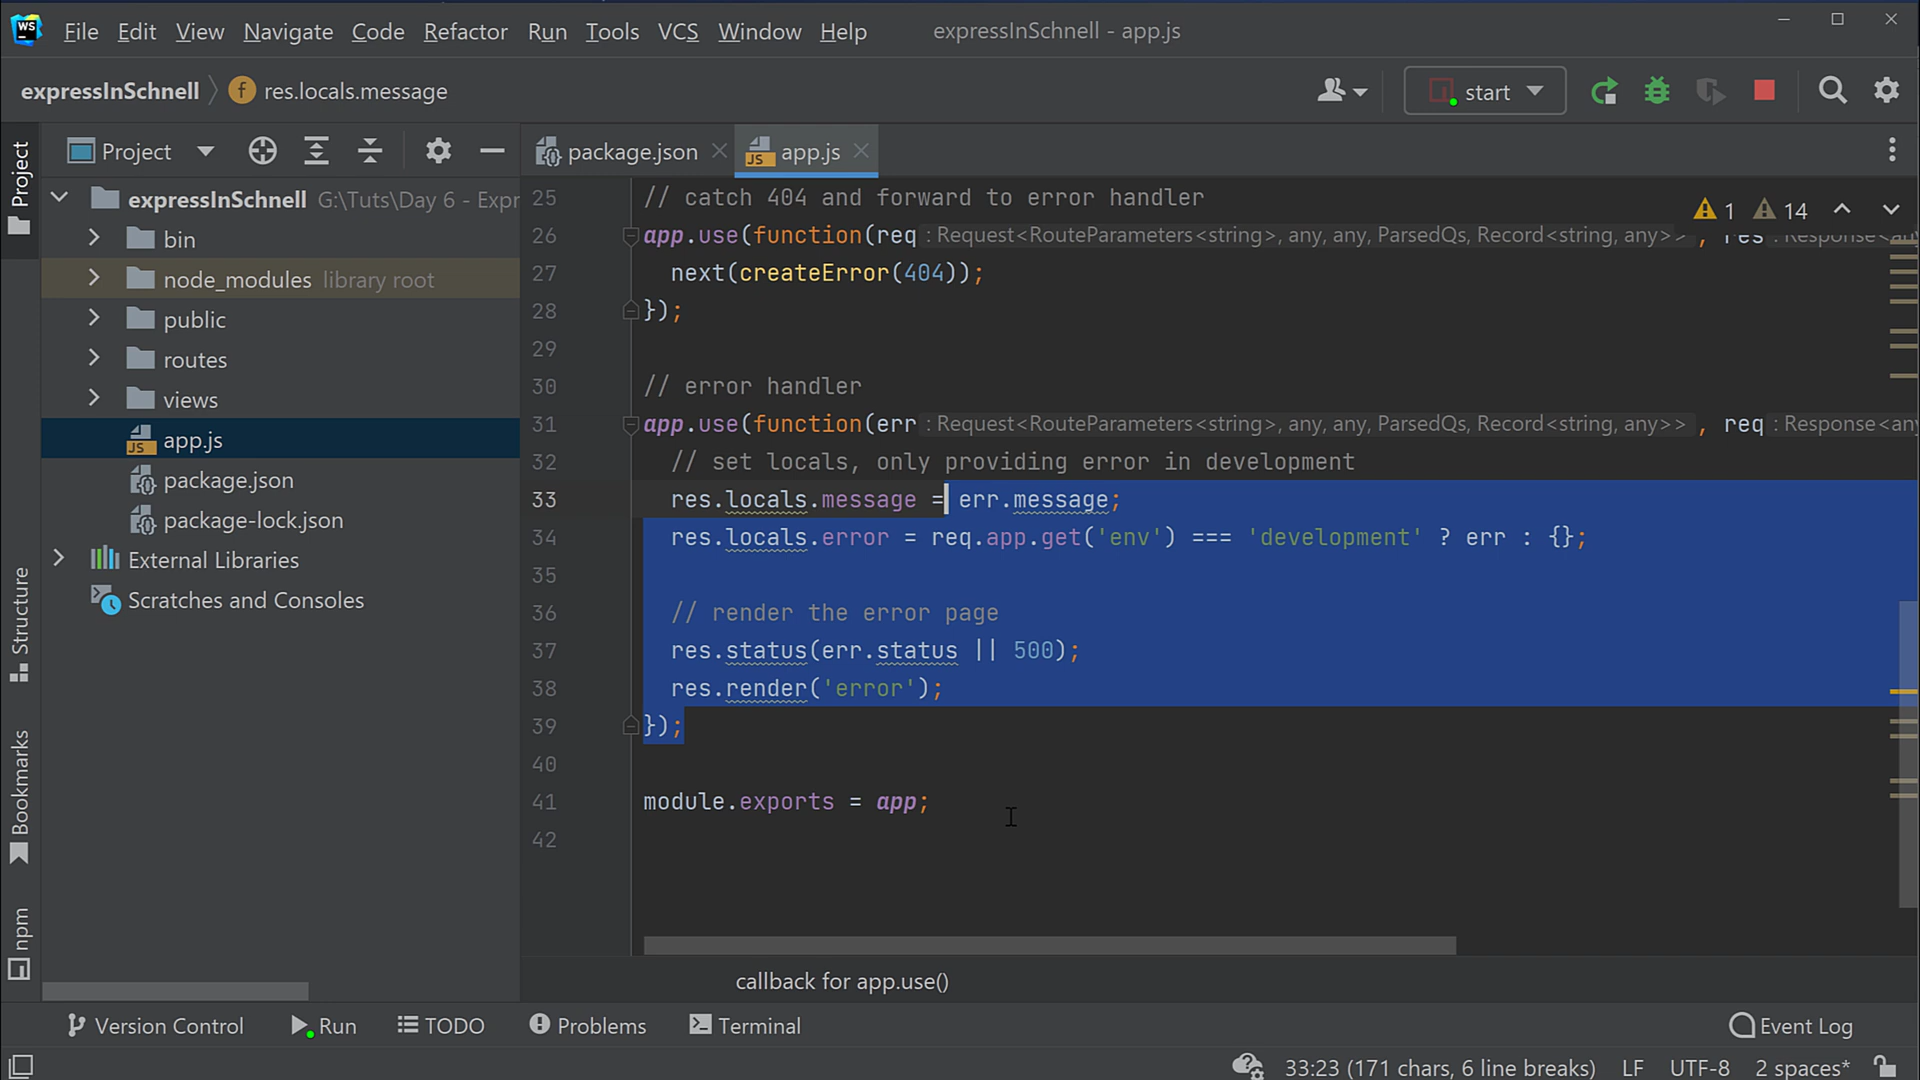 WS File Edit View Navigate Code Refactor Run Tools VCS Window Help expressInSchnell - app.js
expressInSchnell f res.locals.message start
Project package.json JS app.js
Project
Structure
Bookmarks
npm
expressInSchnell G:\Tuts\Day 6 - Expr
bin
node_modules library root
public
routes
views
JS app.js
package.json
package-lock.json
External Libraries
Scratches and Consoles
1 14
25 // catch 404 and forward to error handler
26 app.use(function(req : Request<RouteParameters<string>, any, any, ParsedQs, Record<string, any>> , res : Response<any
27 next(createError(404));
28 });
29
30 // error handler
31 app.use(function(err : Request<RouteParameters<string>, any, any, ParsedQs, Record<string, any>> , req : Response<any
32 // set locals, only providing error in development
33 res.locals.message = err.message;
34 res.locals.error = req.app.get('env') === 'development' ? err : {};
35
36 // render the error page
37 res.status(err.status || 500);
38 res.render('error');
39 });
40
41 module.exports = app;
42
callback for app.use()
Version Control Run TODO Problems Terminal Event Log
33:23 (171 chars, 6 line breaks) LF UTF-8 2 spaces*